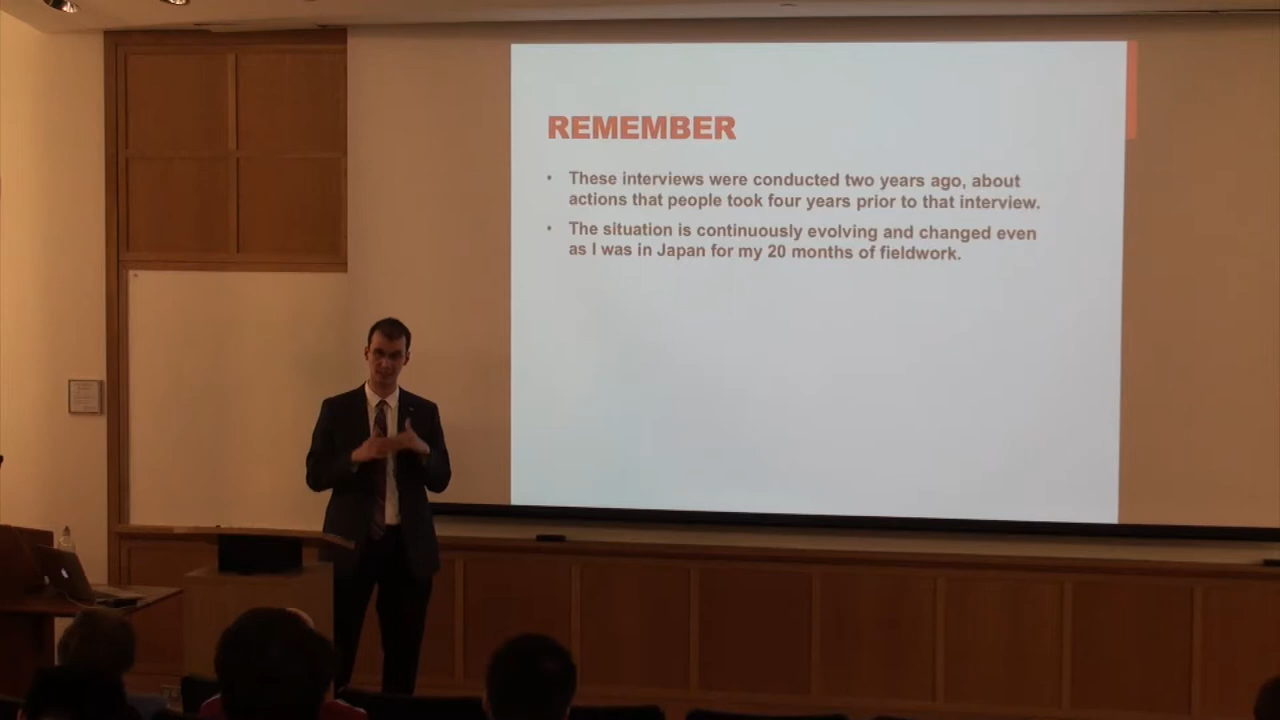 REMEMBER
• These interviews were conducted two years ago, about
actions that people took four years prior to that interview.
• The situation is continuously evolving and changed even
as I was in Japan for my 20 months of fieldwork.